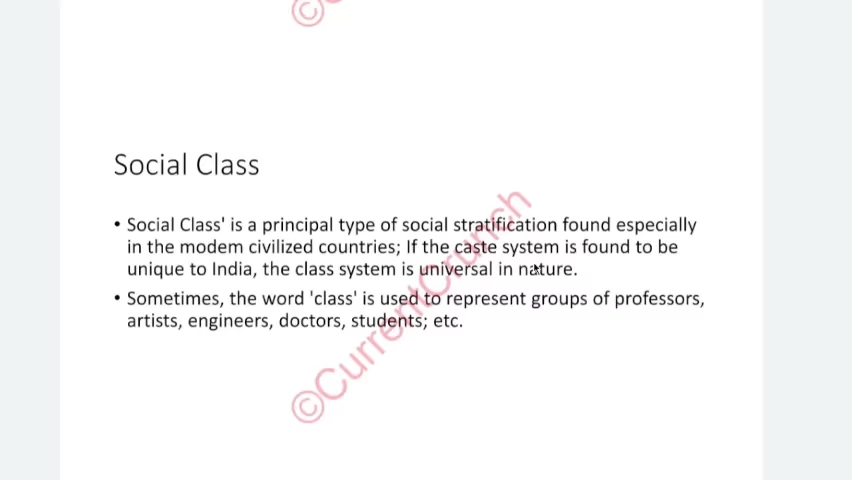 Social Class
• Social Class' is a principal type of social stratification found especially
in the modem civilized countries; If the caste system is found to be
unique to India, the class system is universal in nature.
• Sometimes, the word 'class' is used to represent groups of professors,
artists, engineers, doctors, students; etc.
©CurrentCrunch